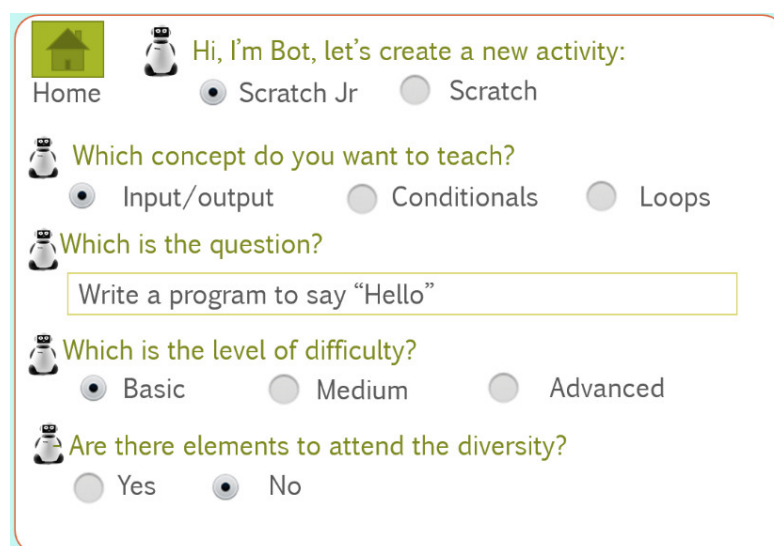 Hi, I'm Bot, let's create a new activity:
Home
Scratch Jr Scratch
Which concept do you want to teach?
Input/output Conditionals Loops
Which is the question?
Write a program to say “Hello”
Which is the level of difficulty?
Basic Medium Advanced
Are there elements to attend the diversity?
Yes No